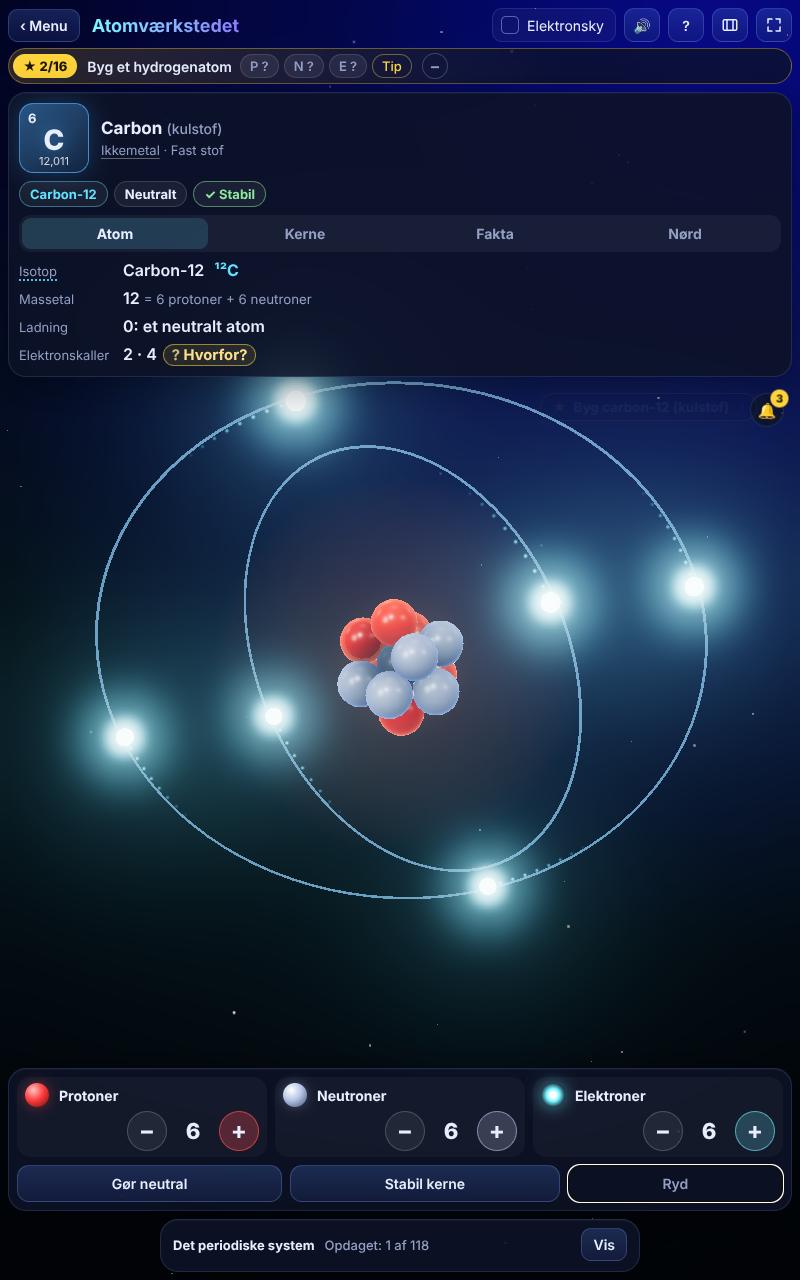 ‹ Menu Atomværkstedet Elektronsky ?
★ 2/16 Byg et hydrogenatom P ? N ? E ? Tip –
6
C
12,011
Carbon (kulstof)
Ikkemetal · Fast stof
Carbon-12 Neutralt ✓ Stabil
Atom Kerne Fakta Nørd
Isotop Carbon-12 ¹²C
Massetal 12 = 6 protoner + 6 neutroner
Ladning 0: et neutralt atom
Elektronskaller 2 · 4 ? Hvorfor?
★ Byg carbon-12 (kulstof)
3
Protoner Neutroner Elektroner
– 6 + – 6 + – 6 +
Gør neutral Stabil kerne Ryd
Det periodiske system Opdaget: 1 af 118 Vis